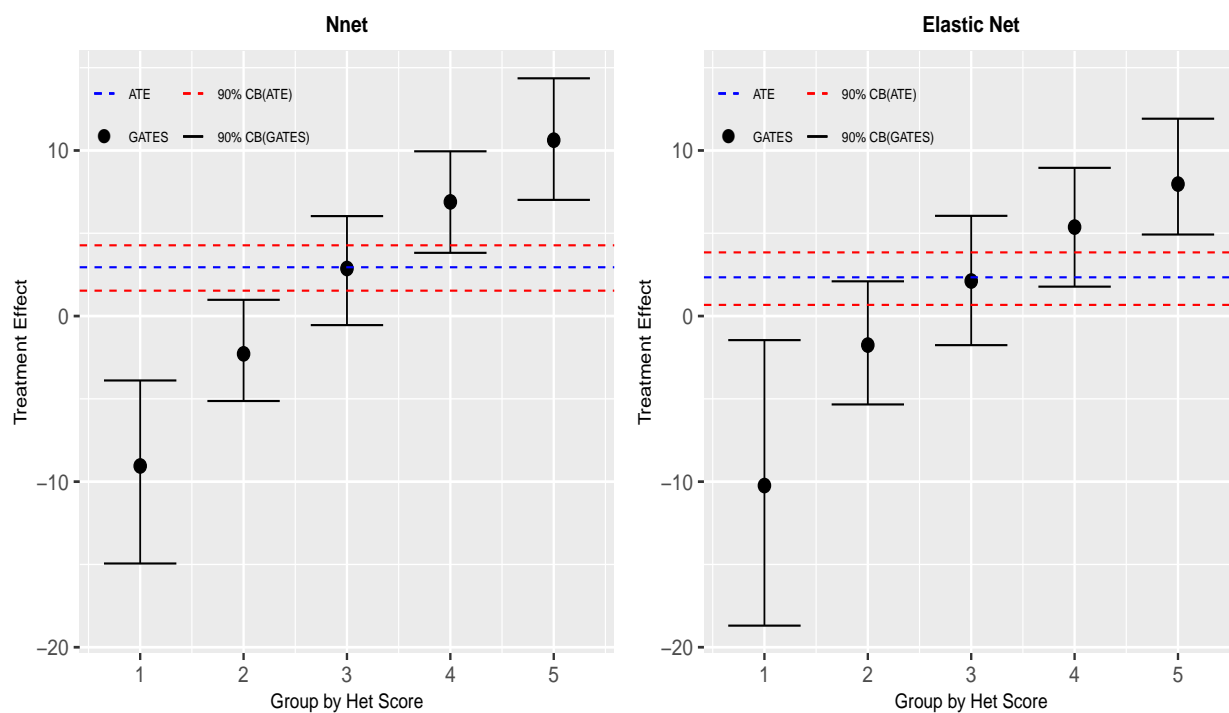 Nnet
ATE
90% CB(ATE)
GATES
90% CB(GATES)
10
0
−10
−20
Treatment Effect
1 2 3 4 5
Group by Het Score
Elastic Net
ATE
90% CB(ATE)
GATES
90% CB(GATES)
10
0
−10
−20
Treatment Effect
1 2 3 4 5
Group by Het Score